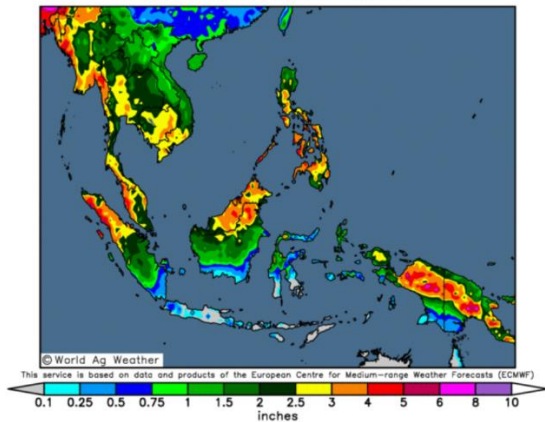 © World Ag Weather
This service is based on data and products of the European Centre for Medium-range Weather Forecasts (ECMWF)
0.1 0.25 0.5 0.75 1 1.5 2 2.5 3 4 5 6 8 10
inches